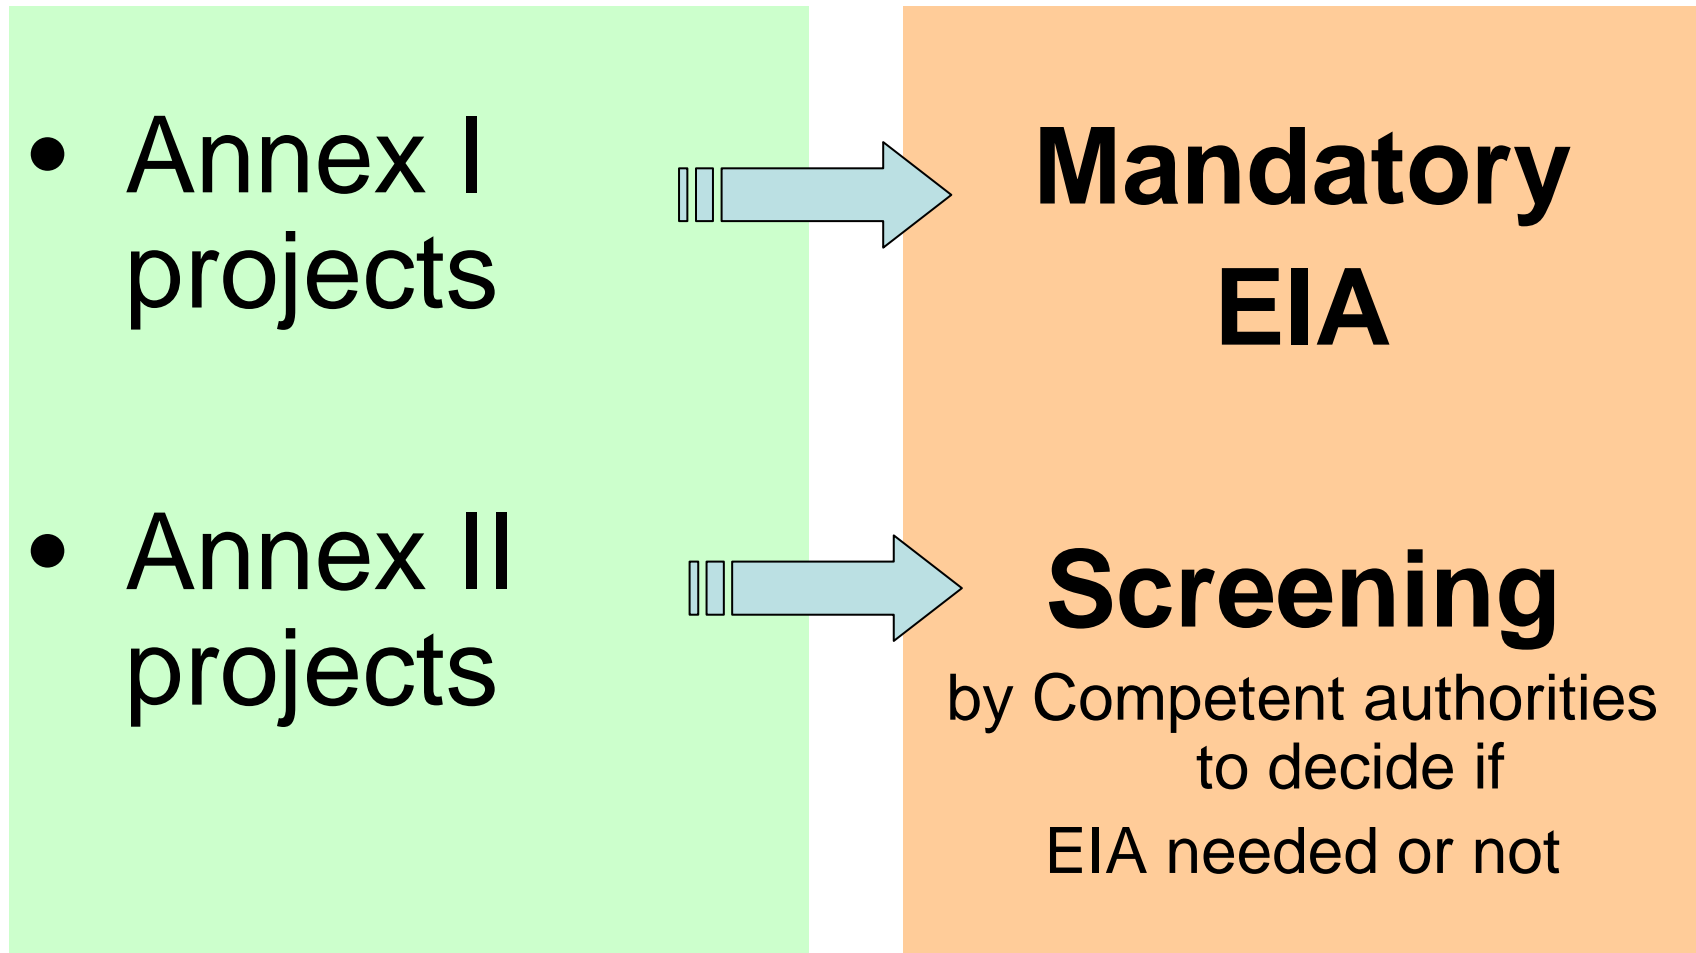 • Annex I
projects
Mandatory
EIA
• Annex II
projects
Screening
by Competent authorities
to decide if
EIA needed or not